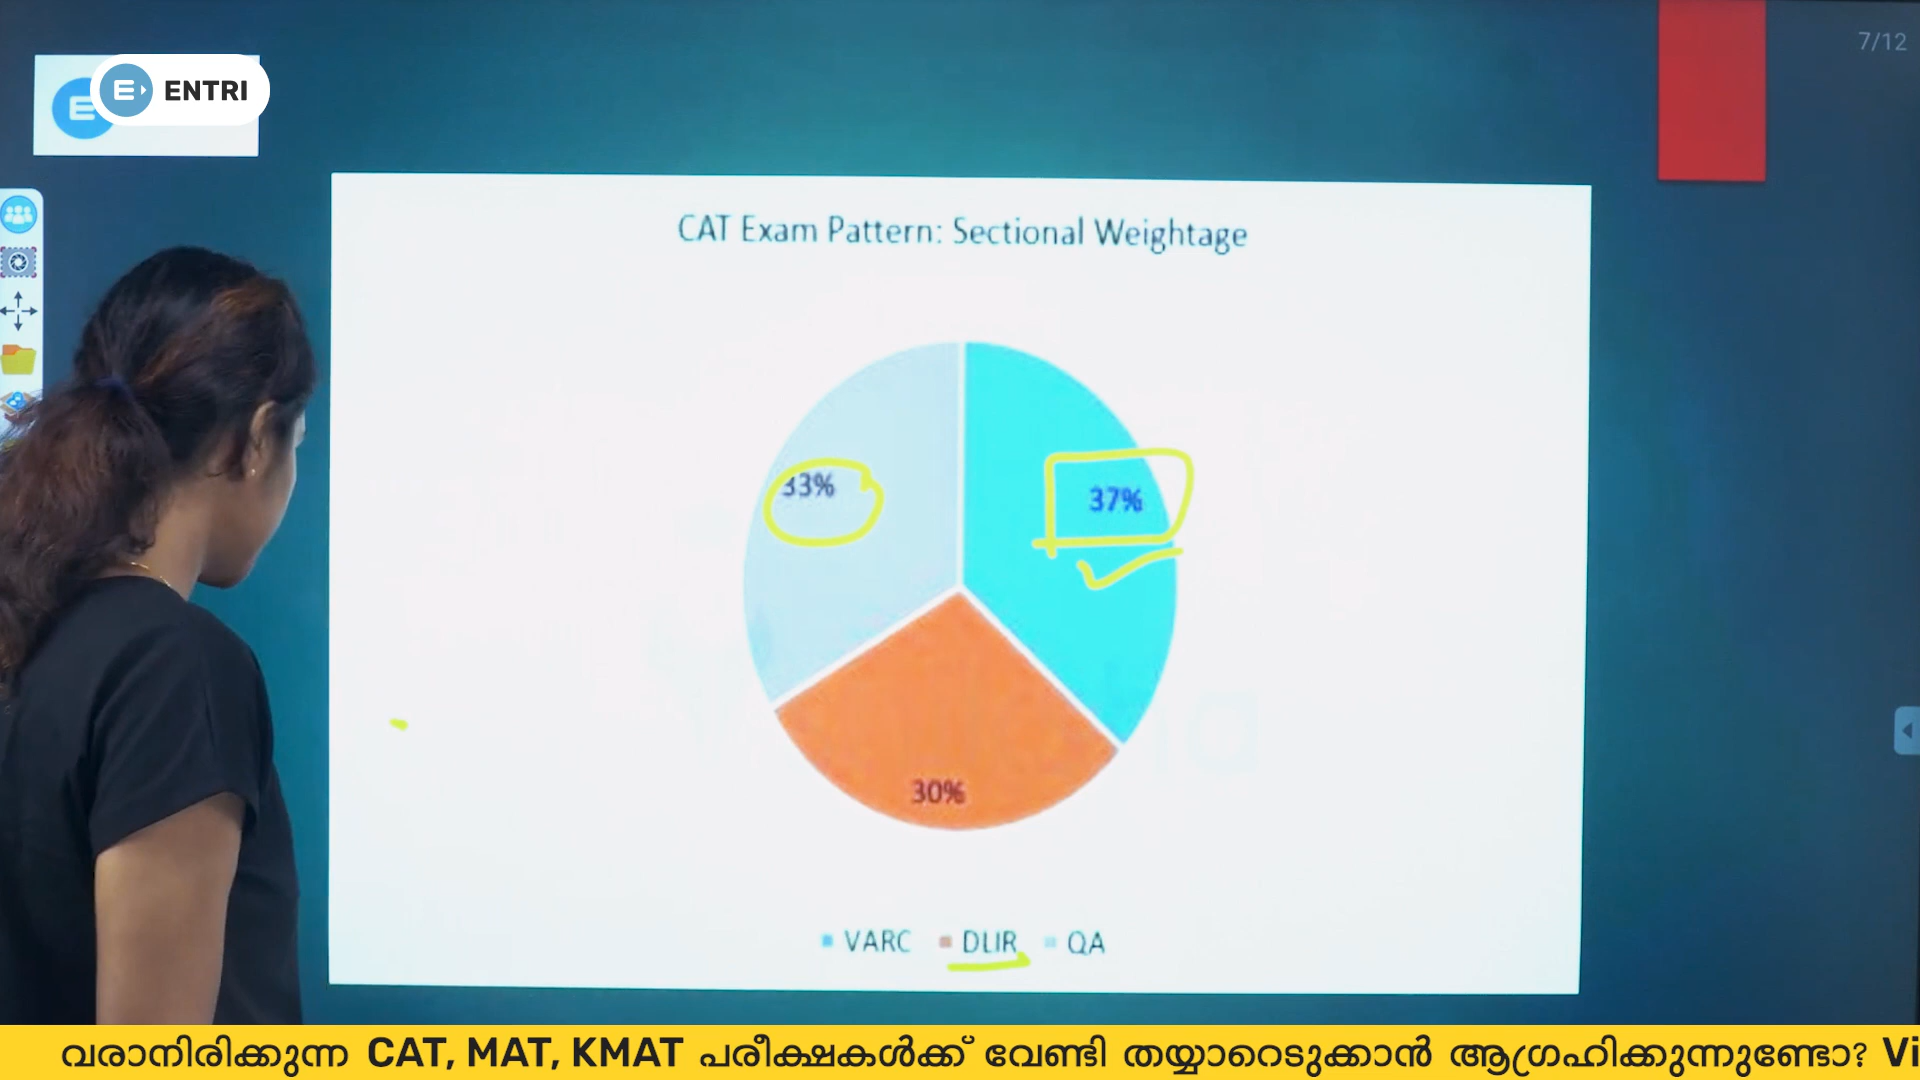 7/12
ENTRI
CAT Exam Pattern: Sectional Weightage
33%
37%
30%
VARC DLIR QA
വരാനിരിക്കുന്ന CAT, MAT, KMAT പരീക്ഷകൾക്ക് വേണ്ടി തയ്യാറെടുക്കാൻ ആഗ്രഹിക്കുന്നുണ്ടോ? Vi